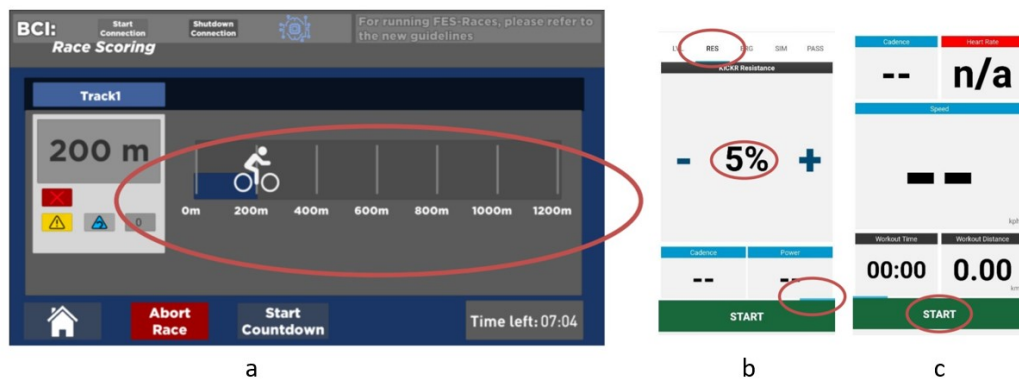 BCI:
Start
Connection
Shutdown
Connection
For running FES-Races, please refer to
the new guidelines
Race Scoring
Track1
200 m
0
0m 200m 400m 600m 800m 1000m 1200m
Abort
Race
Start
Countdown
Time left: 07:04
a
RES SIM PASS
KICKR Resistance
- 5% +
Cadence Power
-- --
START
b
Cadence Heart Rate
-- n/a
Speed
--
Workout Time Workout Distance
00:00 0.00
START
c